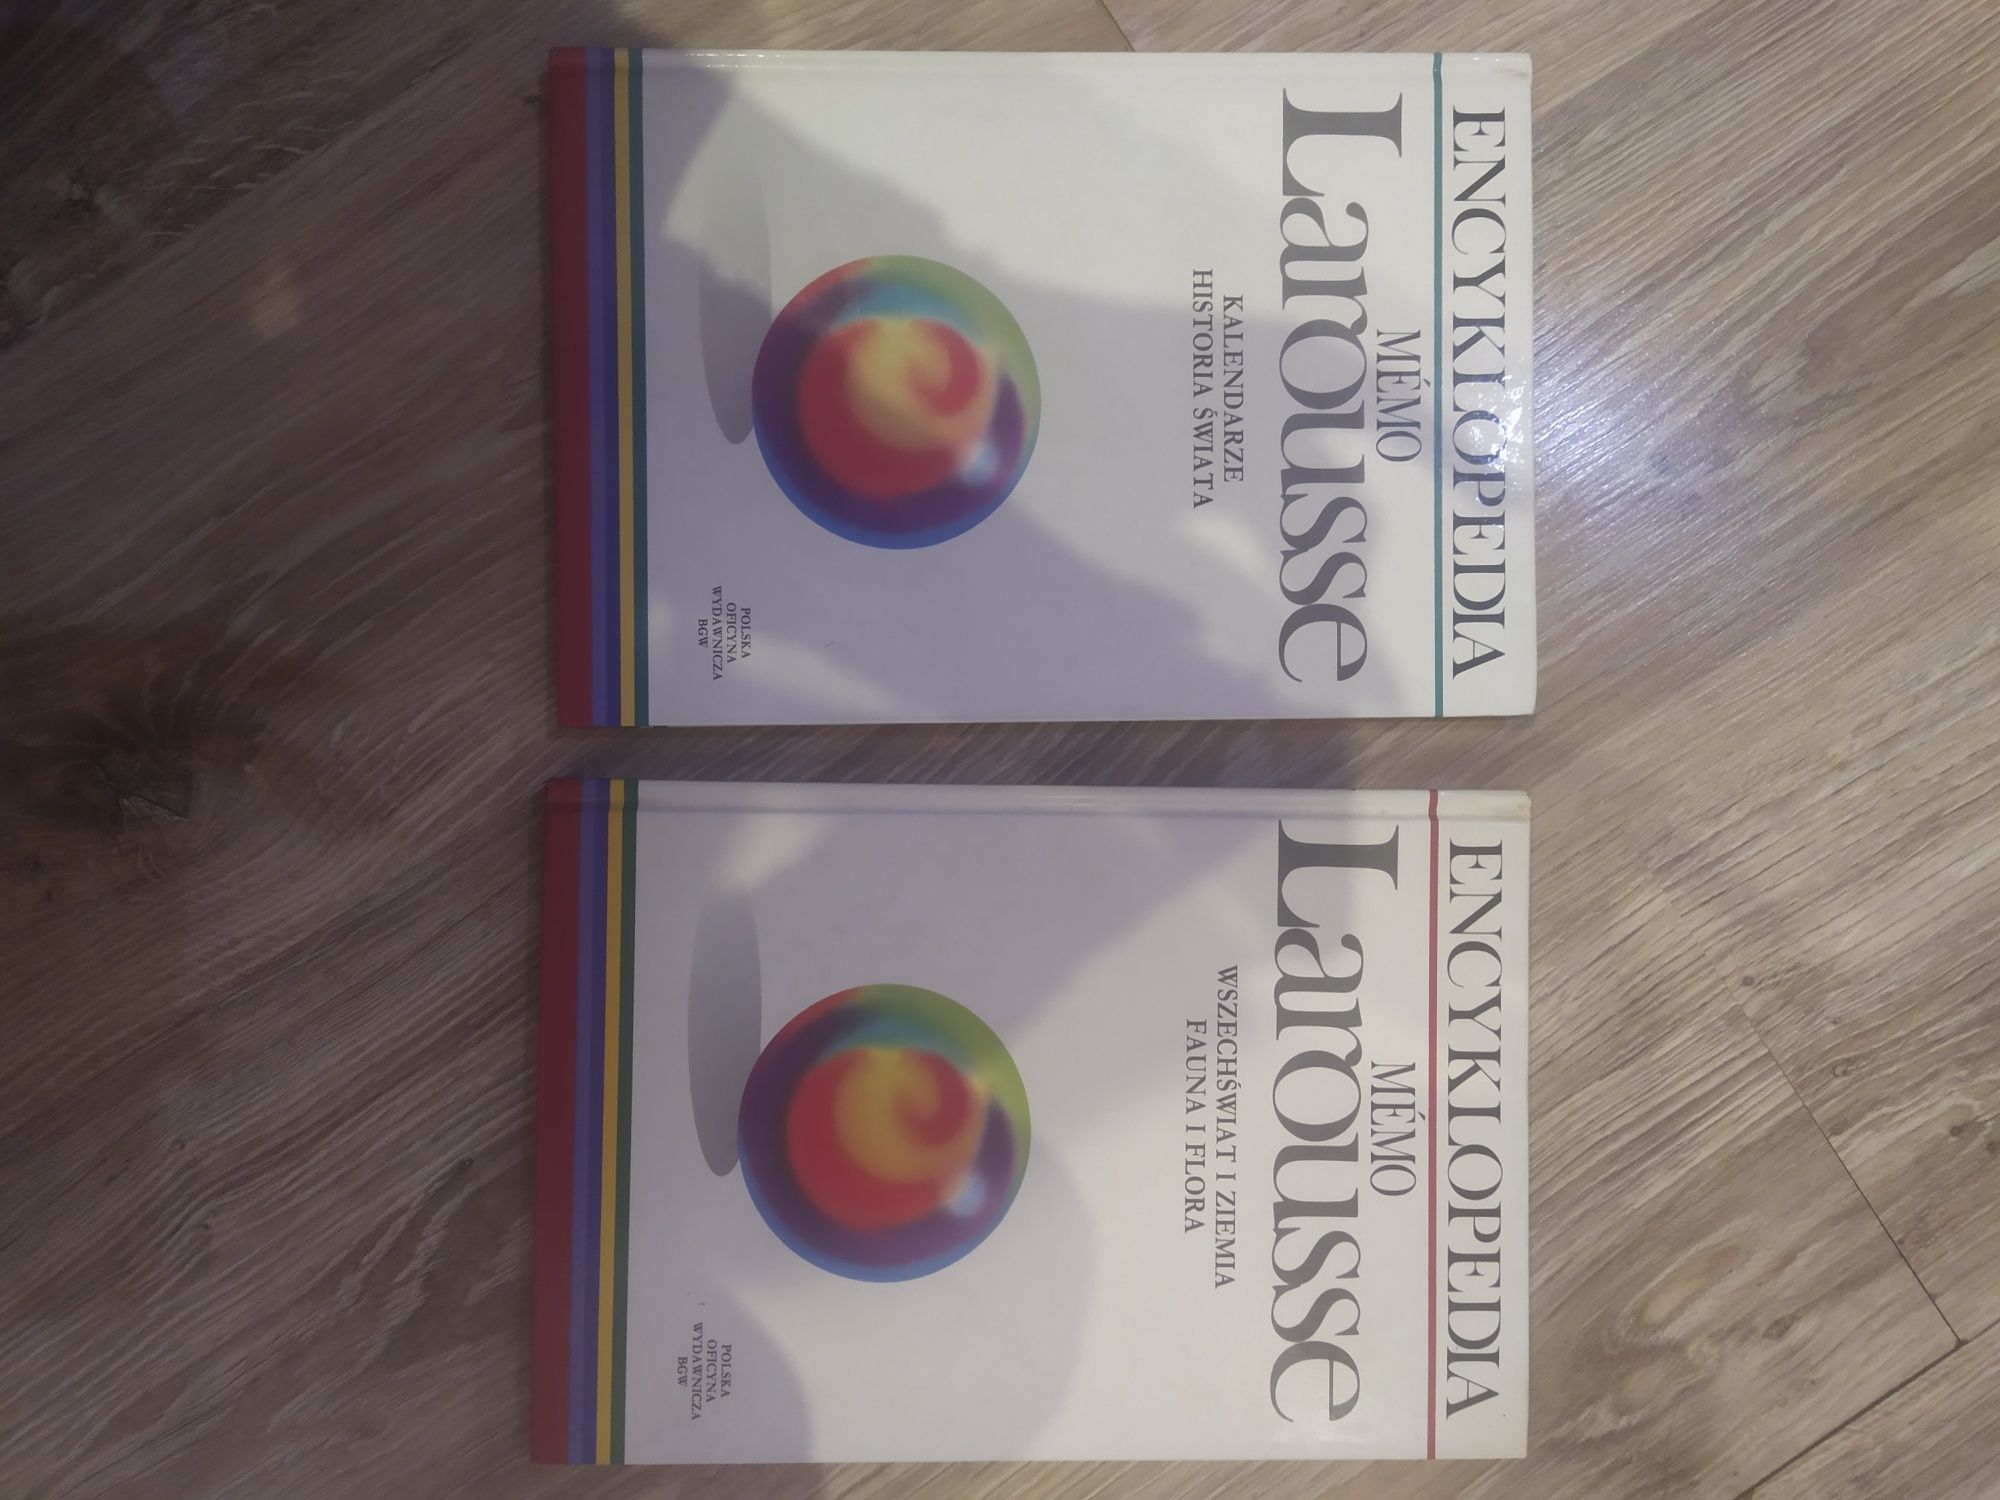 ENCYKLOPEDIA
MÉMO
Larousse
KALENDARZE
HISTORIA ŚWIATA
POLSKA
OFICYNA
WYDAWNICZA
BGW
ENCYKLOPEDIA
MÉMO
Larousse
WSZECHŚWIAT I ZIEMIA
FAUNA I FLORA
POLSKA
OFICYNA
WYDAWNICZA
BGW